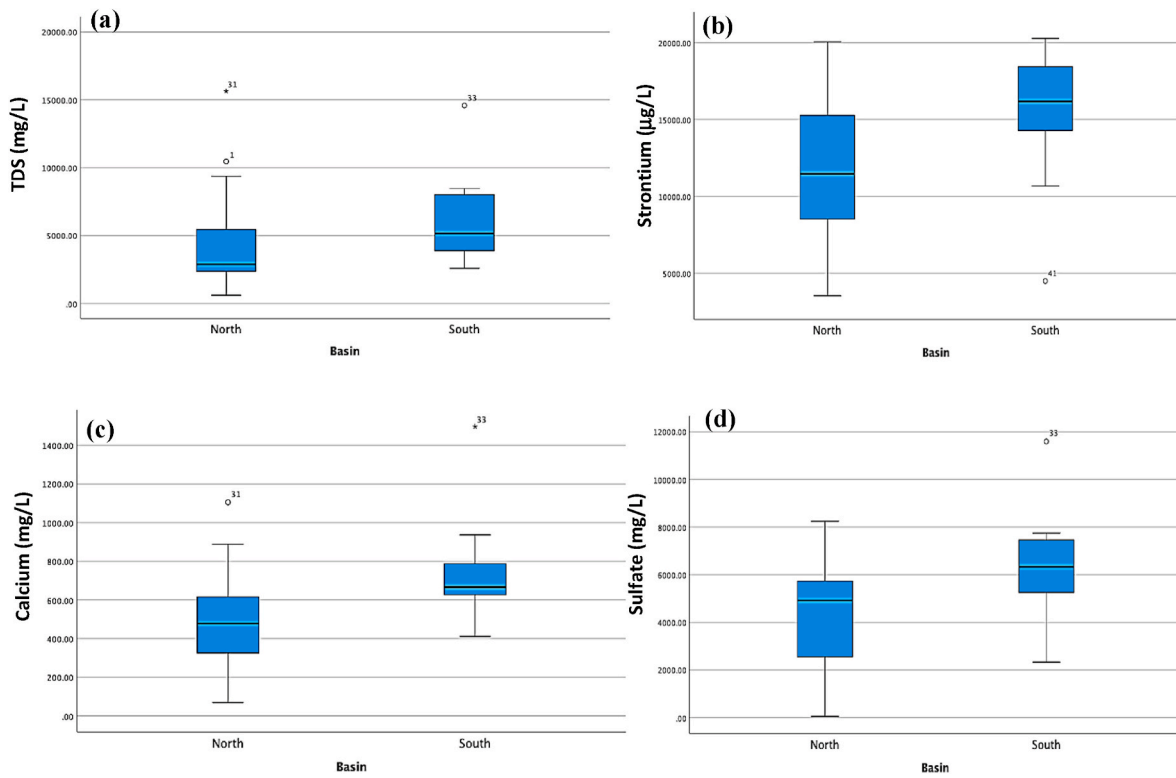 (a)
TDS (mg/L)
20000.00
15000.00
10000.00
5000.00
.00
31
1
33
North
South
Basin
(b)
Strontium (µg/L)
20000.00
15000.00
10000.00
5000.00
41
North
South
Basin
(c)
Calcium (mg/L)
1400.00
1200.00
1000.00
800.00
600.00
400.00
200.00
.00
31
33
North
South
Basin
(d)
Sulfate (mg/L)
12000.00
10000.00
8000.00
6000.00
4000.00
2000.00
.00
33
North
South
Basin